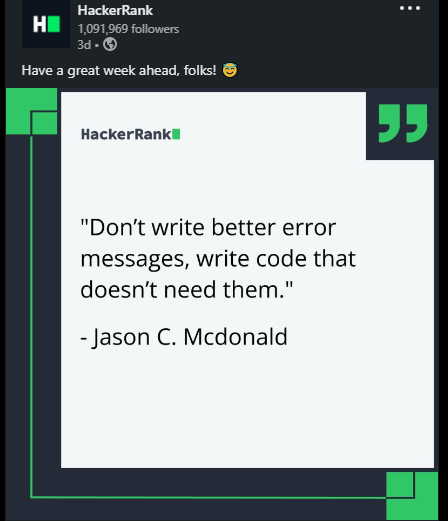 HackerRank
1,091,969 followers
3d •
Have a great week ahead, folks! 😇
H
HackerRank
"Don’t write better error
messages, write code that
doesn’t need them."
- Jason C. Mcdonald